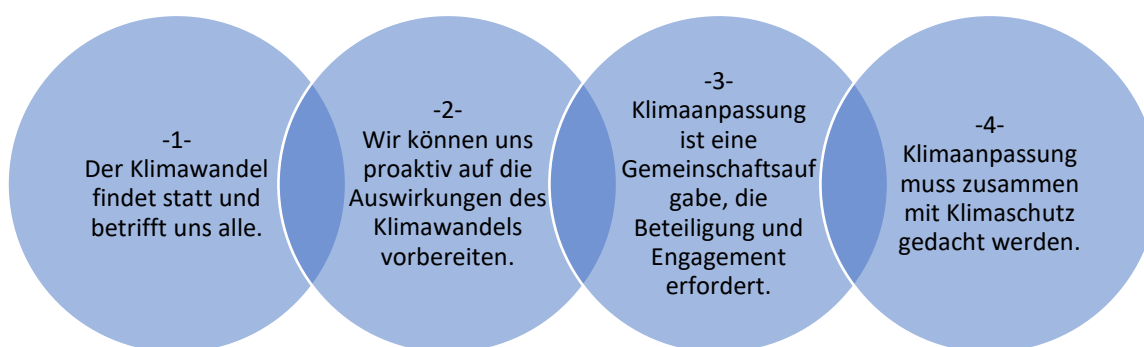 -1-
Der Klimawandel
findet statt und
betrifft uns alle.
-2-
Wir können uns
proaktiv auf die
Auswirkungen des
Klimawandels
vorbereiten.
-3-
Klimaanpassung
ist eine
Gemeinschaftsauf
gabe, die
Beteiligung und
Engagement
erfordert.
-4-
Klimaanpassung
muss zusammen
mit Klimaschutz
gedacht werden.